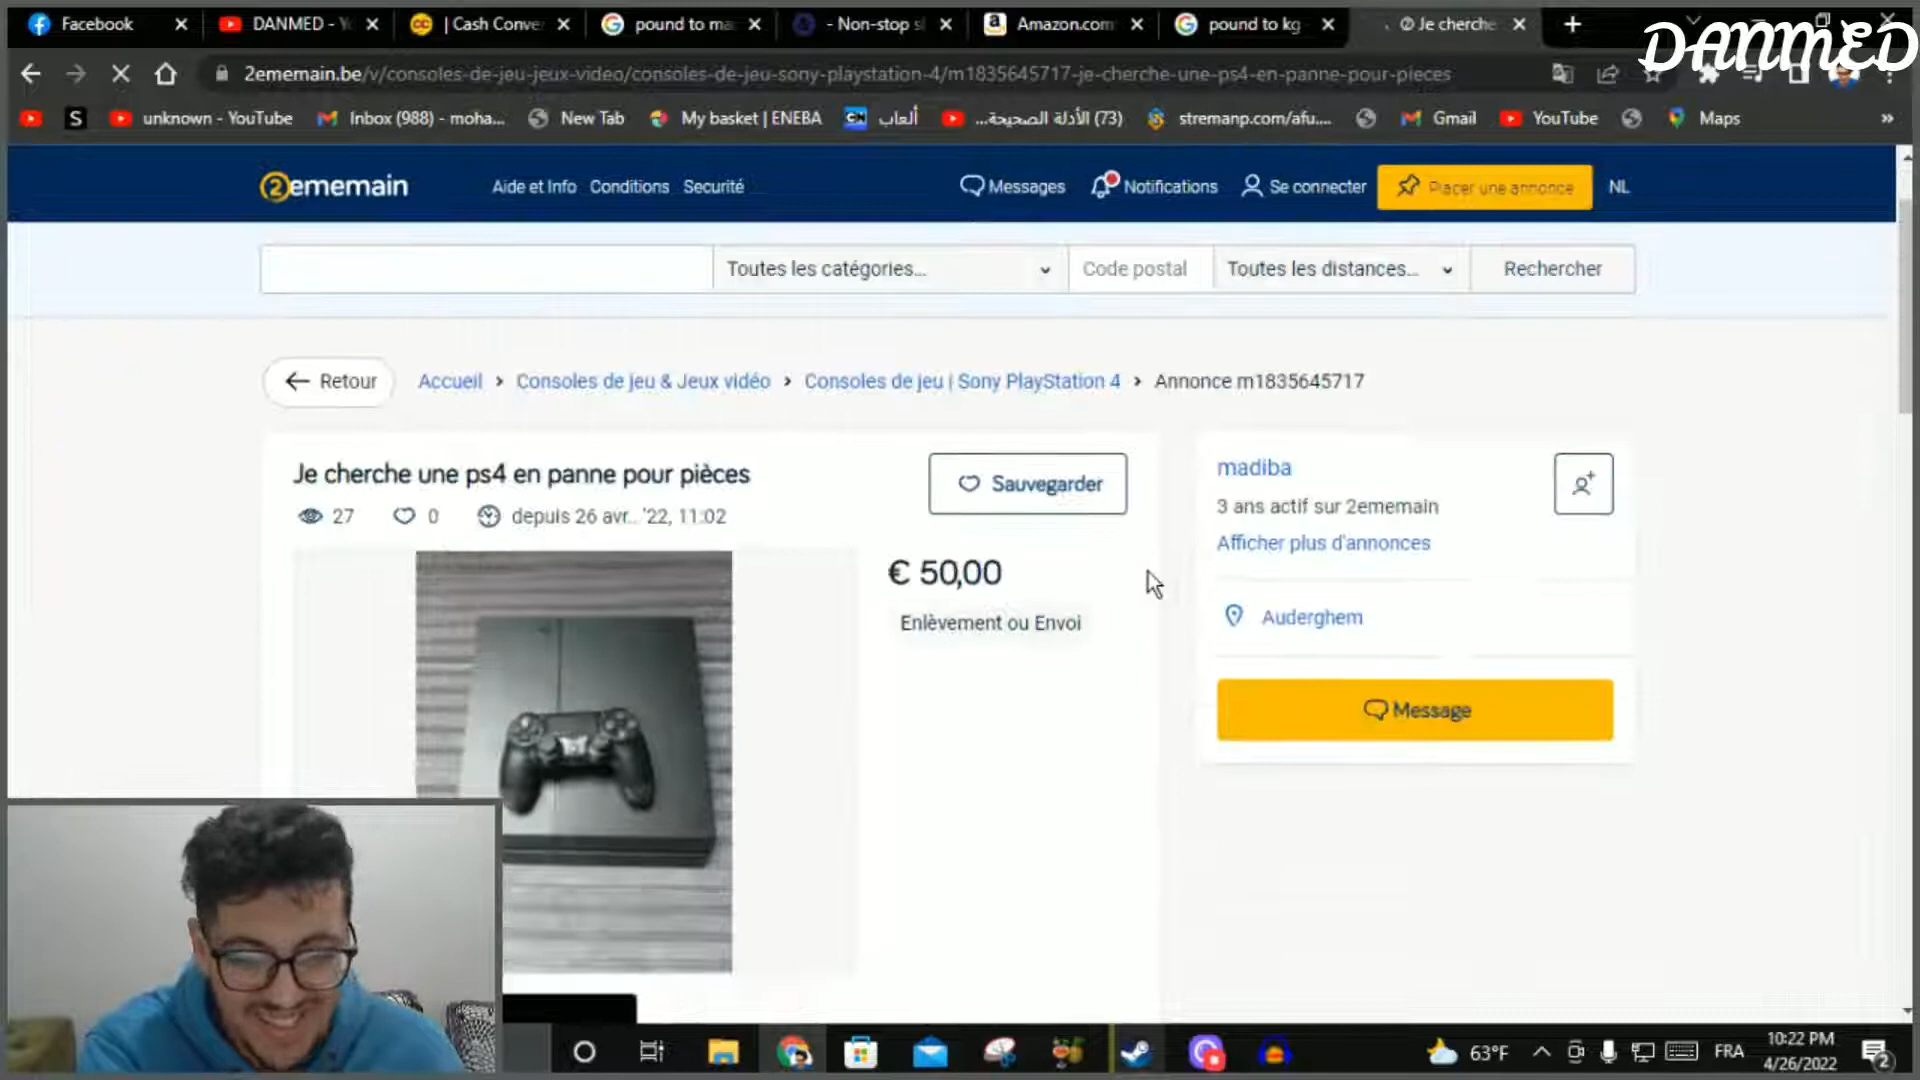 Facebook
DANMED - Y
| Cash Conve
pound to ma
- Non-stop s
Amazon.com
pound to kg
Je cherche
DANMED
2ememain.be/v/consoles-de-jeu-jeux-video/consoles-de-jeu-sony-playstation-4/m1835645717-je-cherche-une-ps4-en-panne-pour-pieces
unknown - YouTube
Inbox (988) - moha...
New Tab
My basket | ENEBA
ألعاب
(73) الأدلة الصحيحة...
stremanp.com/afu....
Gmail
YouTube
Maps
»
2ememain
Aide et Info
Conditions
Securité
Messages
Notifications
Se connecter
Placer une annonce
NL
Toutes les catégories...
Code postal
Toutes les distances...
Rechercher
Retour
Accueil > Consoles de jeu & Jeux vidéo > Consoles de jeu | Sony PlayStation 4 > Annonce m1835645717
Je cherche une ps4 en panne pour pièces
27
0
depuis 26 avr.. '22, 11:02
Sauvegarder
€ 50,00
Enlèvement ou Envoi
madiba
3 ans actif sur 2ememain
Afficher plus d'annonces
Auderghem
Message
63°F
FRA
10:22 PM
4/26/2022
2